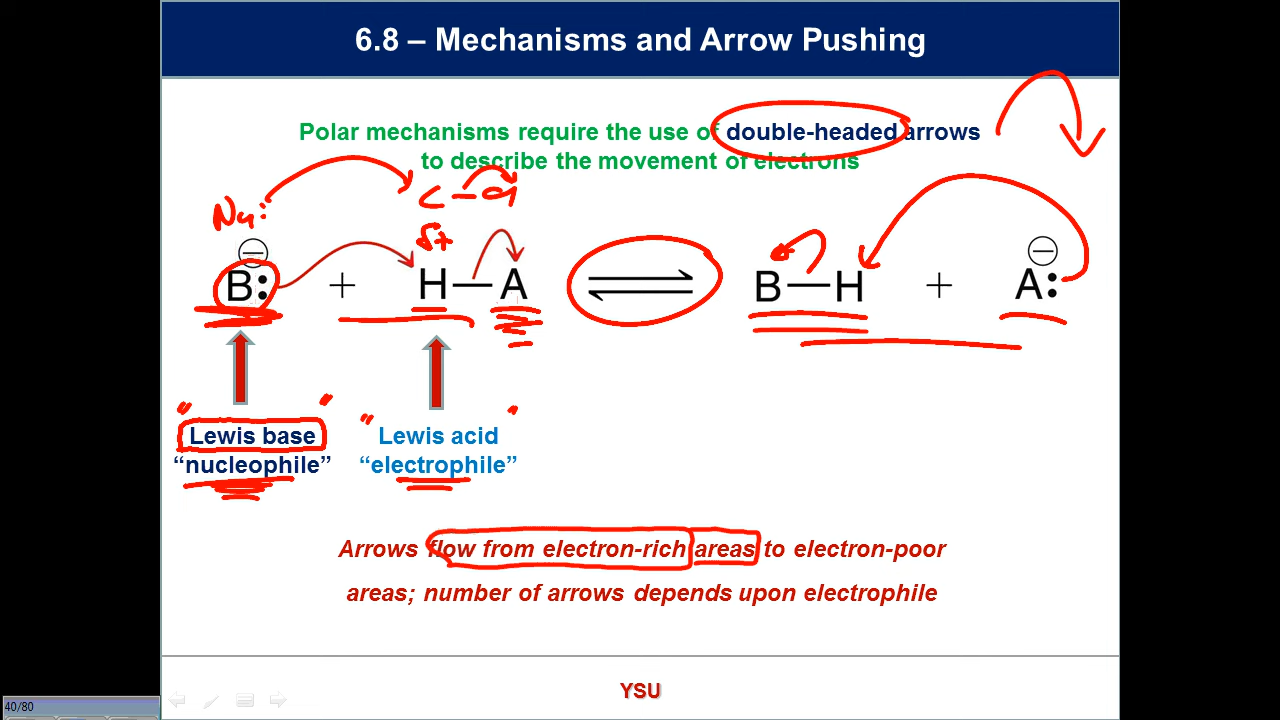 6.8 – Mechanisms and Arrow Pushing
Polar mechanisms require the use of double-headed arrows
to describe the movement of electrons
Nu: C – Cl
δ+
B:⊖ + H—A ⇌ B—H + A:⊖
Lewis base
“nucleophile”
" Lewis acid "
“electrophile”
Arrows flow from electron-rich areas to electron-poor
areas; number of arrows depends upon electrophile
YSU
40/80